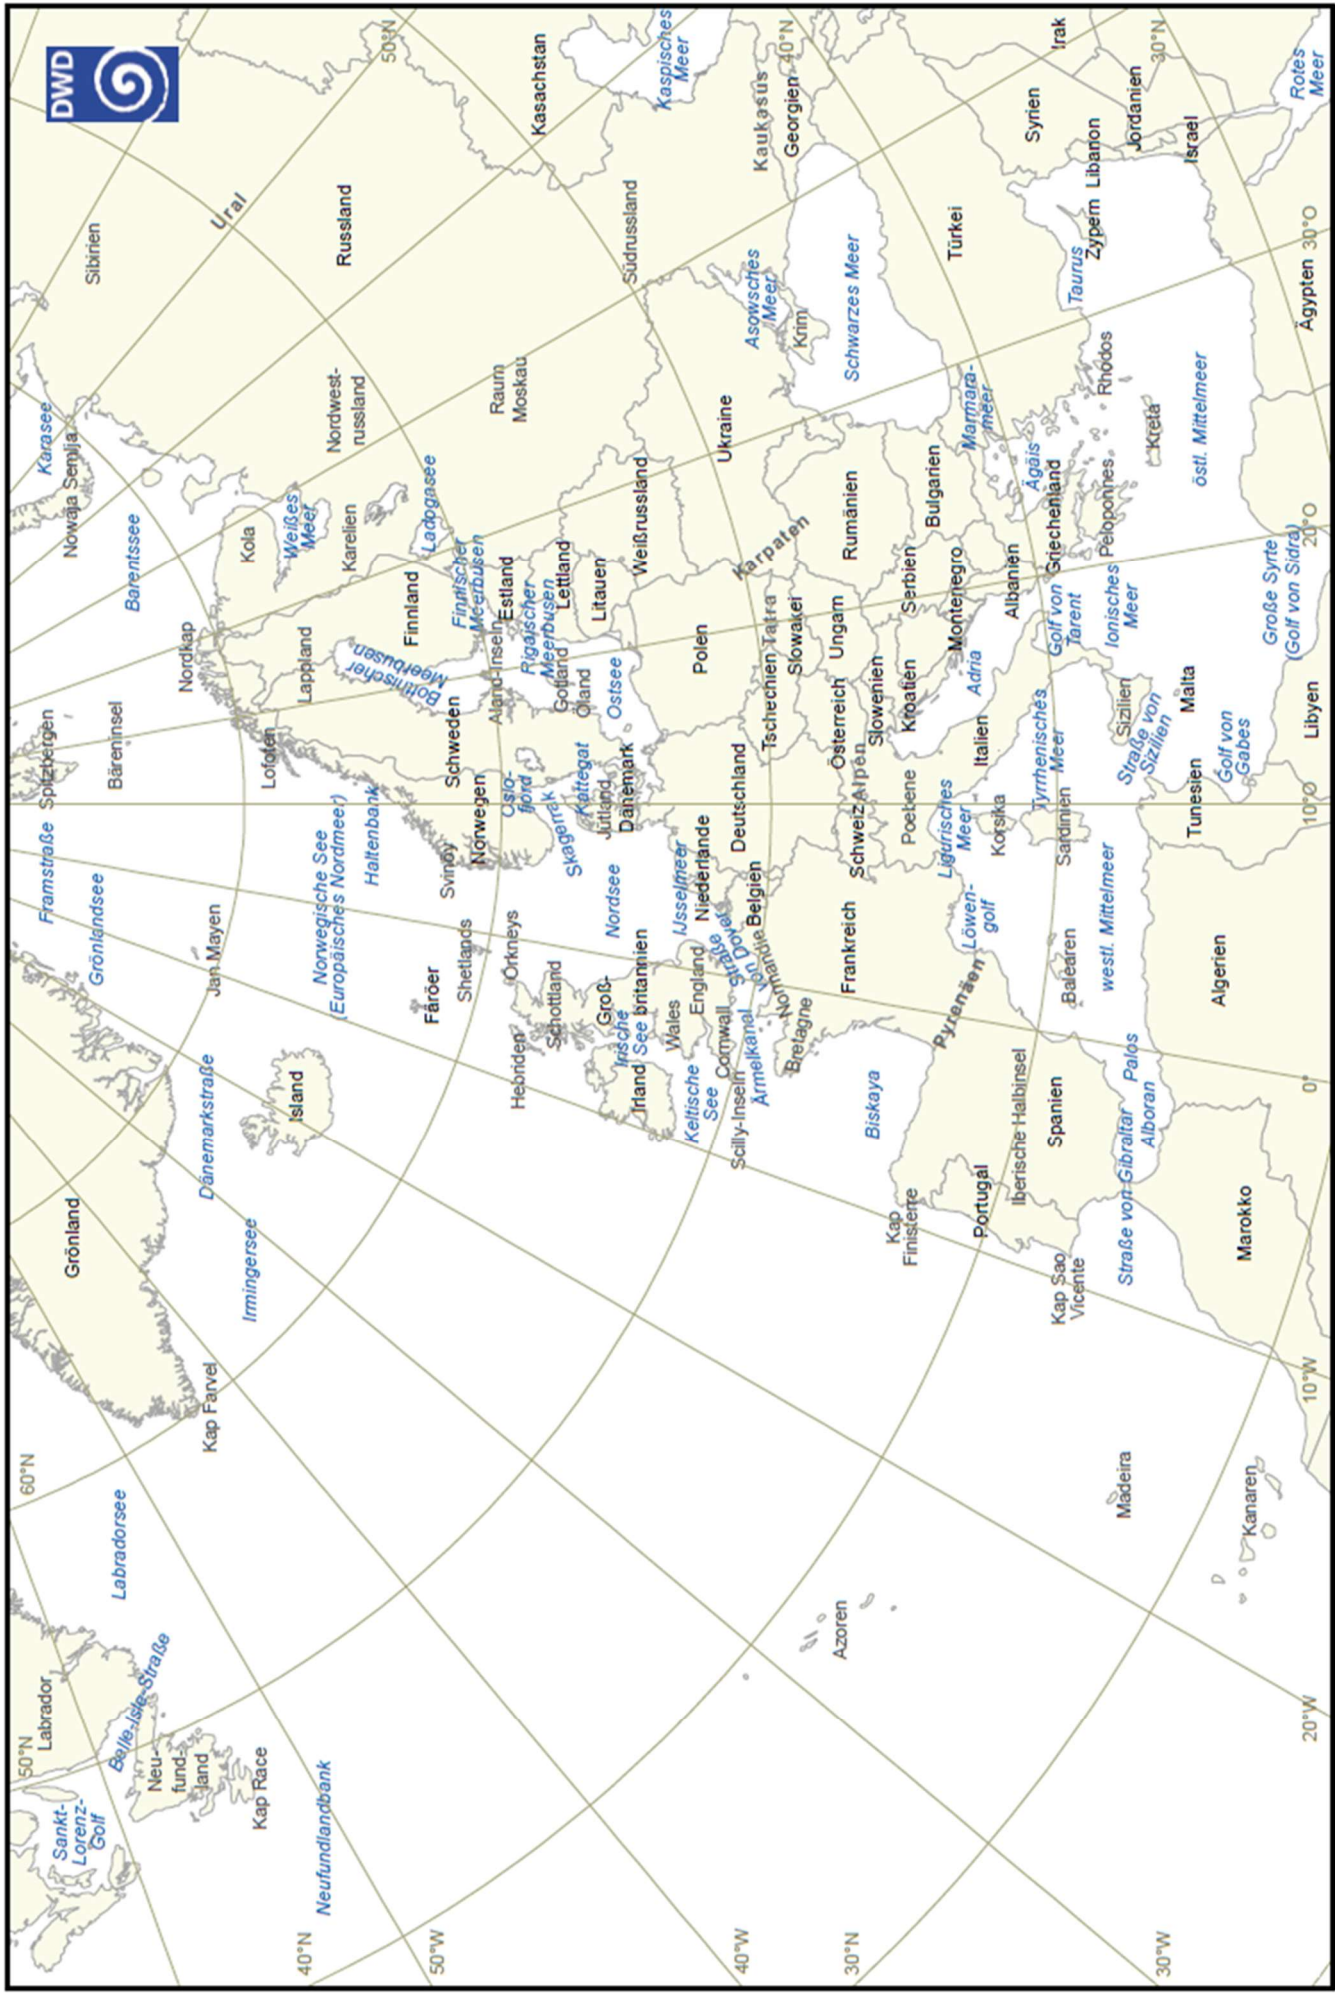 DWD
50°N
Sankt-
Lorenz-
Golf
Labrador
Belle-Isle-Straße
Neu-
fund-
land
Kap Race
Neufundlandbank
60°N
Labradorsee
Kap Farvel
Grönland
Irmingersee
Dänemarkstraße
Island
Framstraße
Grönlandsee
Jan Mayen
Spitzbergen
Bäreninsel
Norwegische See
(Europäisches Nordmeer)
Haltenbank
Nordkap
Lofoten
Lappland
Barentssee
Karasee
Nowaja Semlja
Kola
Weißes
Meer
Karelien
Ladogasee
Nordwest-
russland
Sibirien
Ural
Russland
50°N
Kasachstan
Kaspisches
Meer
Raum
Moskau
Südrussland
Färöer
Shetlands
Orkneys
Hebriden
Svinoy
Norwegen
Schweden
Bottnischer
Meerbusen
Finnland
Finnischer
Meerbusen
Åland-Inseln
Estland
Rigaischer
Meerbusen
Lettland
Litauen
Gotland
Öland
Ostsee
Oslo-
fjord
Skagerrak
Kattegat
Jütland
Dänemark
Nordsee
Schottland
Groß-
britannien
Irische
See
Irland
Wales
England
Cornwall
Keltische
See
Scilly-Inseln
Ärmelkanal
Straße
von Dover
Normandie
Bretagne
IJsselmeer
Niederlande
Belgien
Deutschland
Polen
Weißrussland
Ukraine
Karpaten
Tschechien
Tatra
Slowakei
Österreich
Ungarn
Rumänien
Slowenien
Kroatien
Serbien
Bulgarien
Montenegro
Albanien
Griechenland
Schweiz
Alpen
Poebene
Frankreich
Biskaya
Pyrenäen
Löwen-
golf
Ligurisches
Meer
Korsika
Italien
Adria
Tyrrhenisches
Meer
Sardinien
Golf von
Tarent
Ionisches
Meer
Peloponnes
Ägäis
Marmara-
meer
Asowsches
Meer
Krim
Schwarzes Meer
Kaukasus
Georgien
40°N
Türkei
Taurus
Zypern
Syrien
Libanon
Irak
Jordanien
Israel
30°N
Rotes
Meer
Rhodos
Kreta
östl. Mittelmeer
Ägypten
30°O
20°O
Große Syrte
(Golf von Sidra)
Libyen
Malta
Sizilien
Straße von
Sizilien
Golf von
Gabes
Tunesien
10°O
westl. Mittelmeer
Balearen
Algerien
0°
Palos
Alboran
Straße von Gibraltar
Spanien
Iberische Halbinsel
Portugal
Kap
Finisterre
Kap Sao
Vicente
Marokko
10°W
Madeira
Kanaren
Azoren
20°W
40°N
50°W
40°W
30°N
30°W